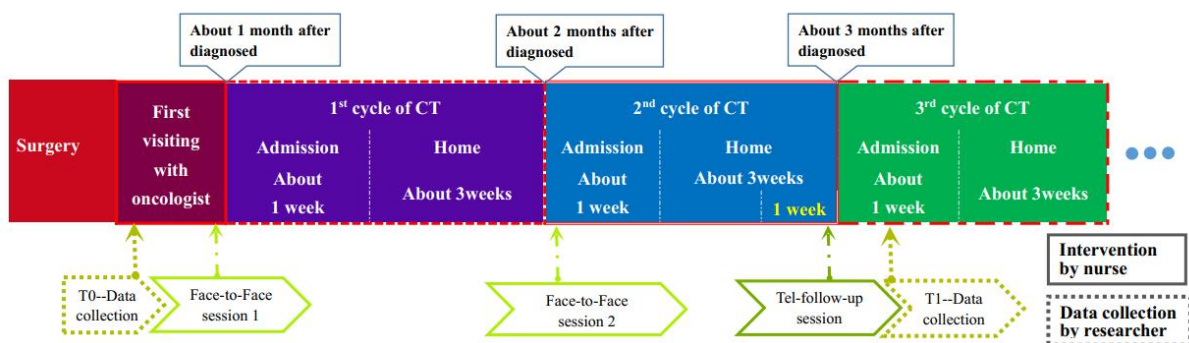 About 1 month after
diagnosed
About 2 months after
diagnosed
About 3 months after
diagnosed
Surgery
First
visiting
with
oncologist
1st cycle of CT
Admission
About
1 week
Home
About 3weeks
2nd cycle of CT
Admission
About
1 week
Home
About 3weeks
1 week
3rd cycle of CT
Admission
About
1 week
Home
About 3weeks
T0--Data
collection
Face-to-Face
session 1
Face-to-Face
session 2
Tel-follow-up
session
T1--Data
collection
Intervention
by nurse
Data collection
by researcher